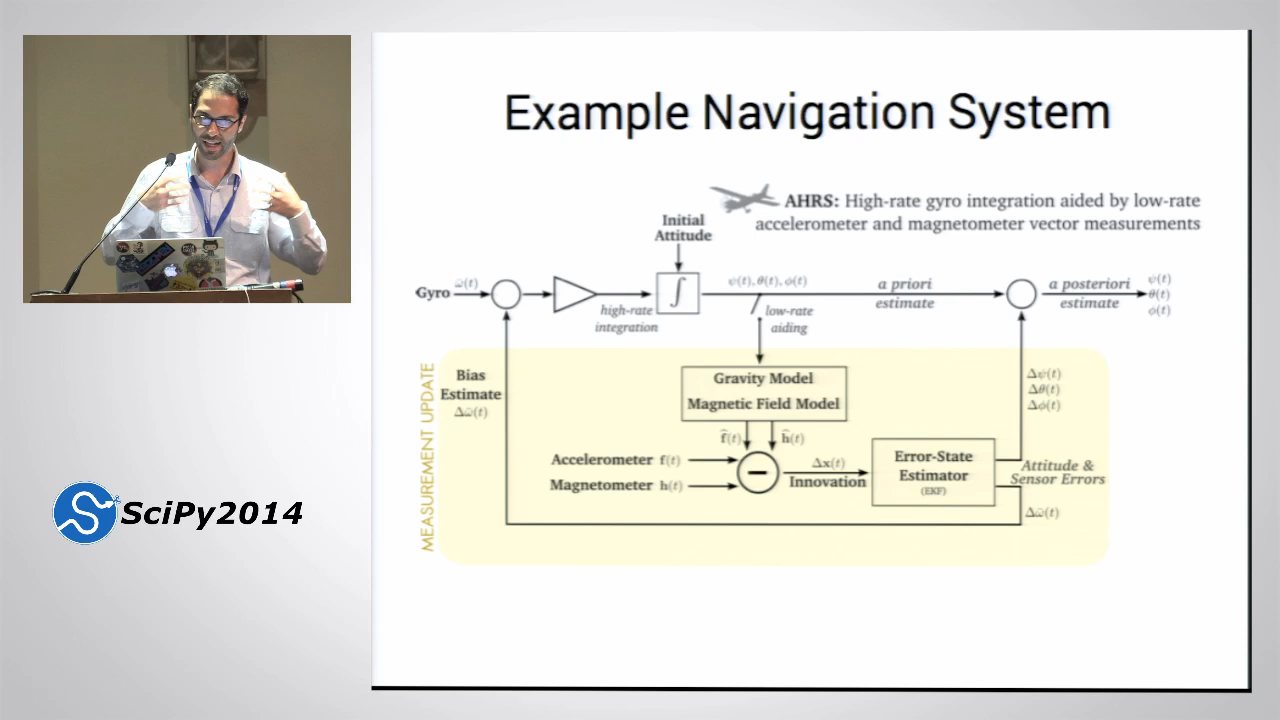 Example Navigation System
AHRS: High-rate gyro integration aided by low-rate
accelerometer and magnetometer vector measurements
Initial
Attitude
Gyro
ω̃(t)
∫
ψ(t), θ(t), ϕ(t)
high-rate
integration
low-rate
aiding
a priori
estimate
a posteriori
estimate
ψ(t)
θ(t)
ϕ(t)
MEASUREMENT UPDATE
Bias
Estimate
Δω̃(t)
Gravity Model
Magnetic Field Model
f̂(t)
ĥ(t)
Accelerometer f(t)
Magnetometer h(t)
−
Δx(t)
Innovation
Error-State
Estimator
(EKF)
Δψ(t)
Δθ(t)
Δϕ(t)
Attitude &
Sensor Errors
Δω̃(t)
SciPy2014